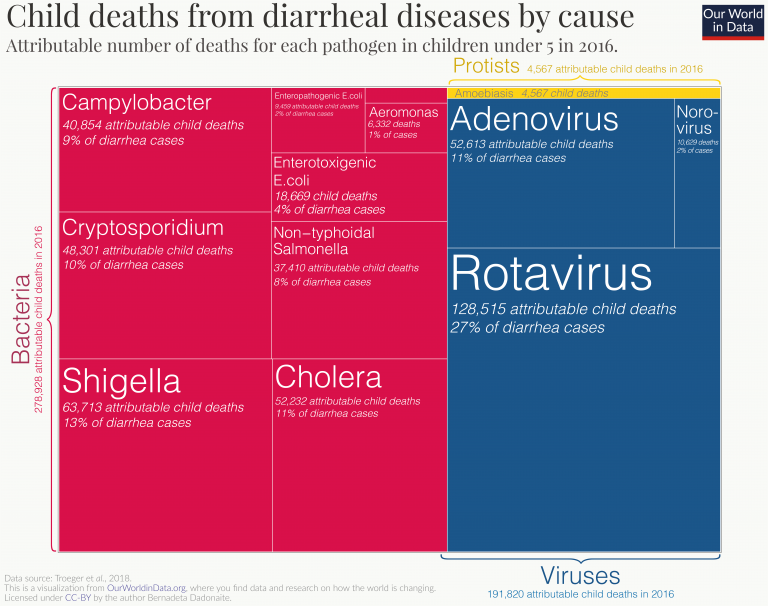 Child deaths from diarrheal diseases by cause
Attributable number of deaths for each pathogen in children under 5 in 2016.
Our World
in Data
Protists 4,567 attributable child deaths in 2016
Amoebiasis 4,567 child deaths
Bacteria
278,928 attributable child deaths in 2016
Campylobacter
40,854 attributable child deaths
9% of diarrhea cases
Enteropathogenic E.coli
9,459 attributable child deaths
2% of diarrhea cases
Aeromonas
6,332 deaths
1% of cases
Enterotoxigenic
E.coli
18,669 child deaths
4% of diarrhea cases
Cryptosporidium
48,301 attributable child deaths
10% of diarrhea cases
Non-typhoidal
Salmonella
37,410 attributable child deaths
8% of diarrhea cases
Shigella
63,713 attributable child deaths
13% of diarrhea cases
Cholera
52,232 attributable child deaths
11% of diarrhea cases
Adenovirus
52,613 attributable child deaths
11% of diarrhea cases
Noro-
virus
10,629 deaths
2% of cases
Rotavirus
128,515 attributable child deaths
27% of diarrhea cases
Viruses
191,820 attributable child deaths in 2016
Data source: Troeger et al., 2018.
This is a visualization from OurWorldinData.org, where you find data and research on how the world is changing.
Licensed under CC-BY by the author Bernadeta Dadonaite.